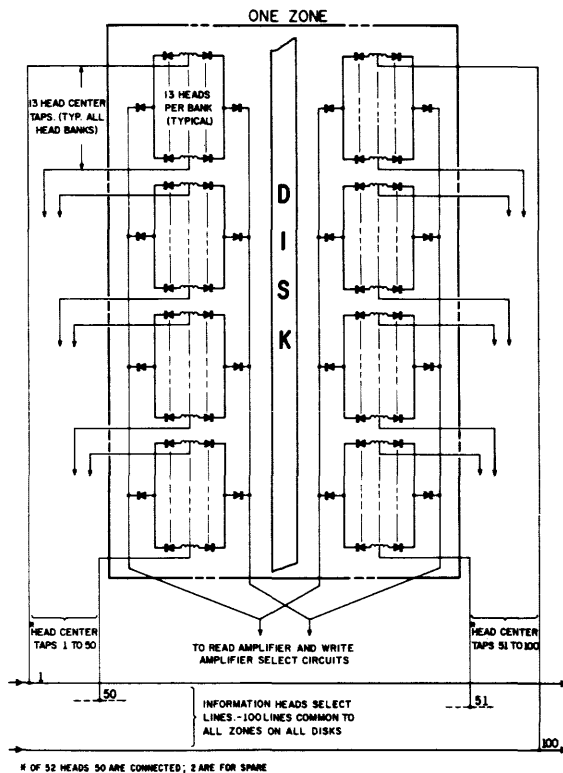 ONE ZONE
13 HEAD CENTER
TAPS. (TYP. ALL
HEAD BANKS)
13 HEADS
PER BANK
(TYPICAL)
D
I
S
K
HEAD CENTER
TAPS 1 TO 50
TO READ AMPLIFIER AND WRITE
AMPLIFIER SELECT CIRCUITS
HEAD CENTER
TAPS 51 TO 100
1
50
INFORMATION HEADS SELECT
LINES.-100 LINES COMMON TO
ALL ZONES ON ALL DISKS
51
100
* OF 52 HEADS 50 ARE CONNECTED; 2 ARE FOR SPARE